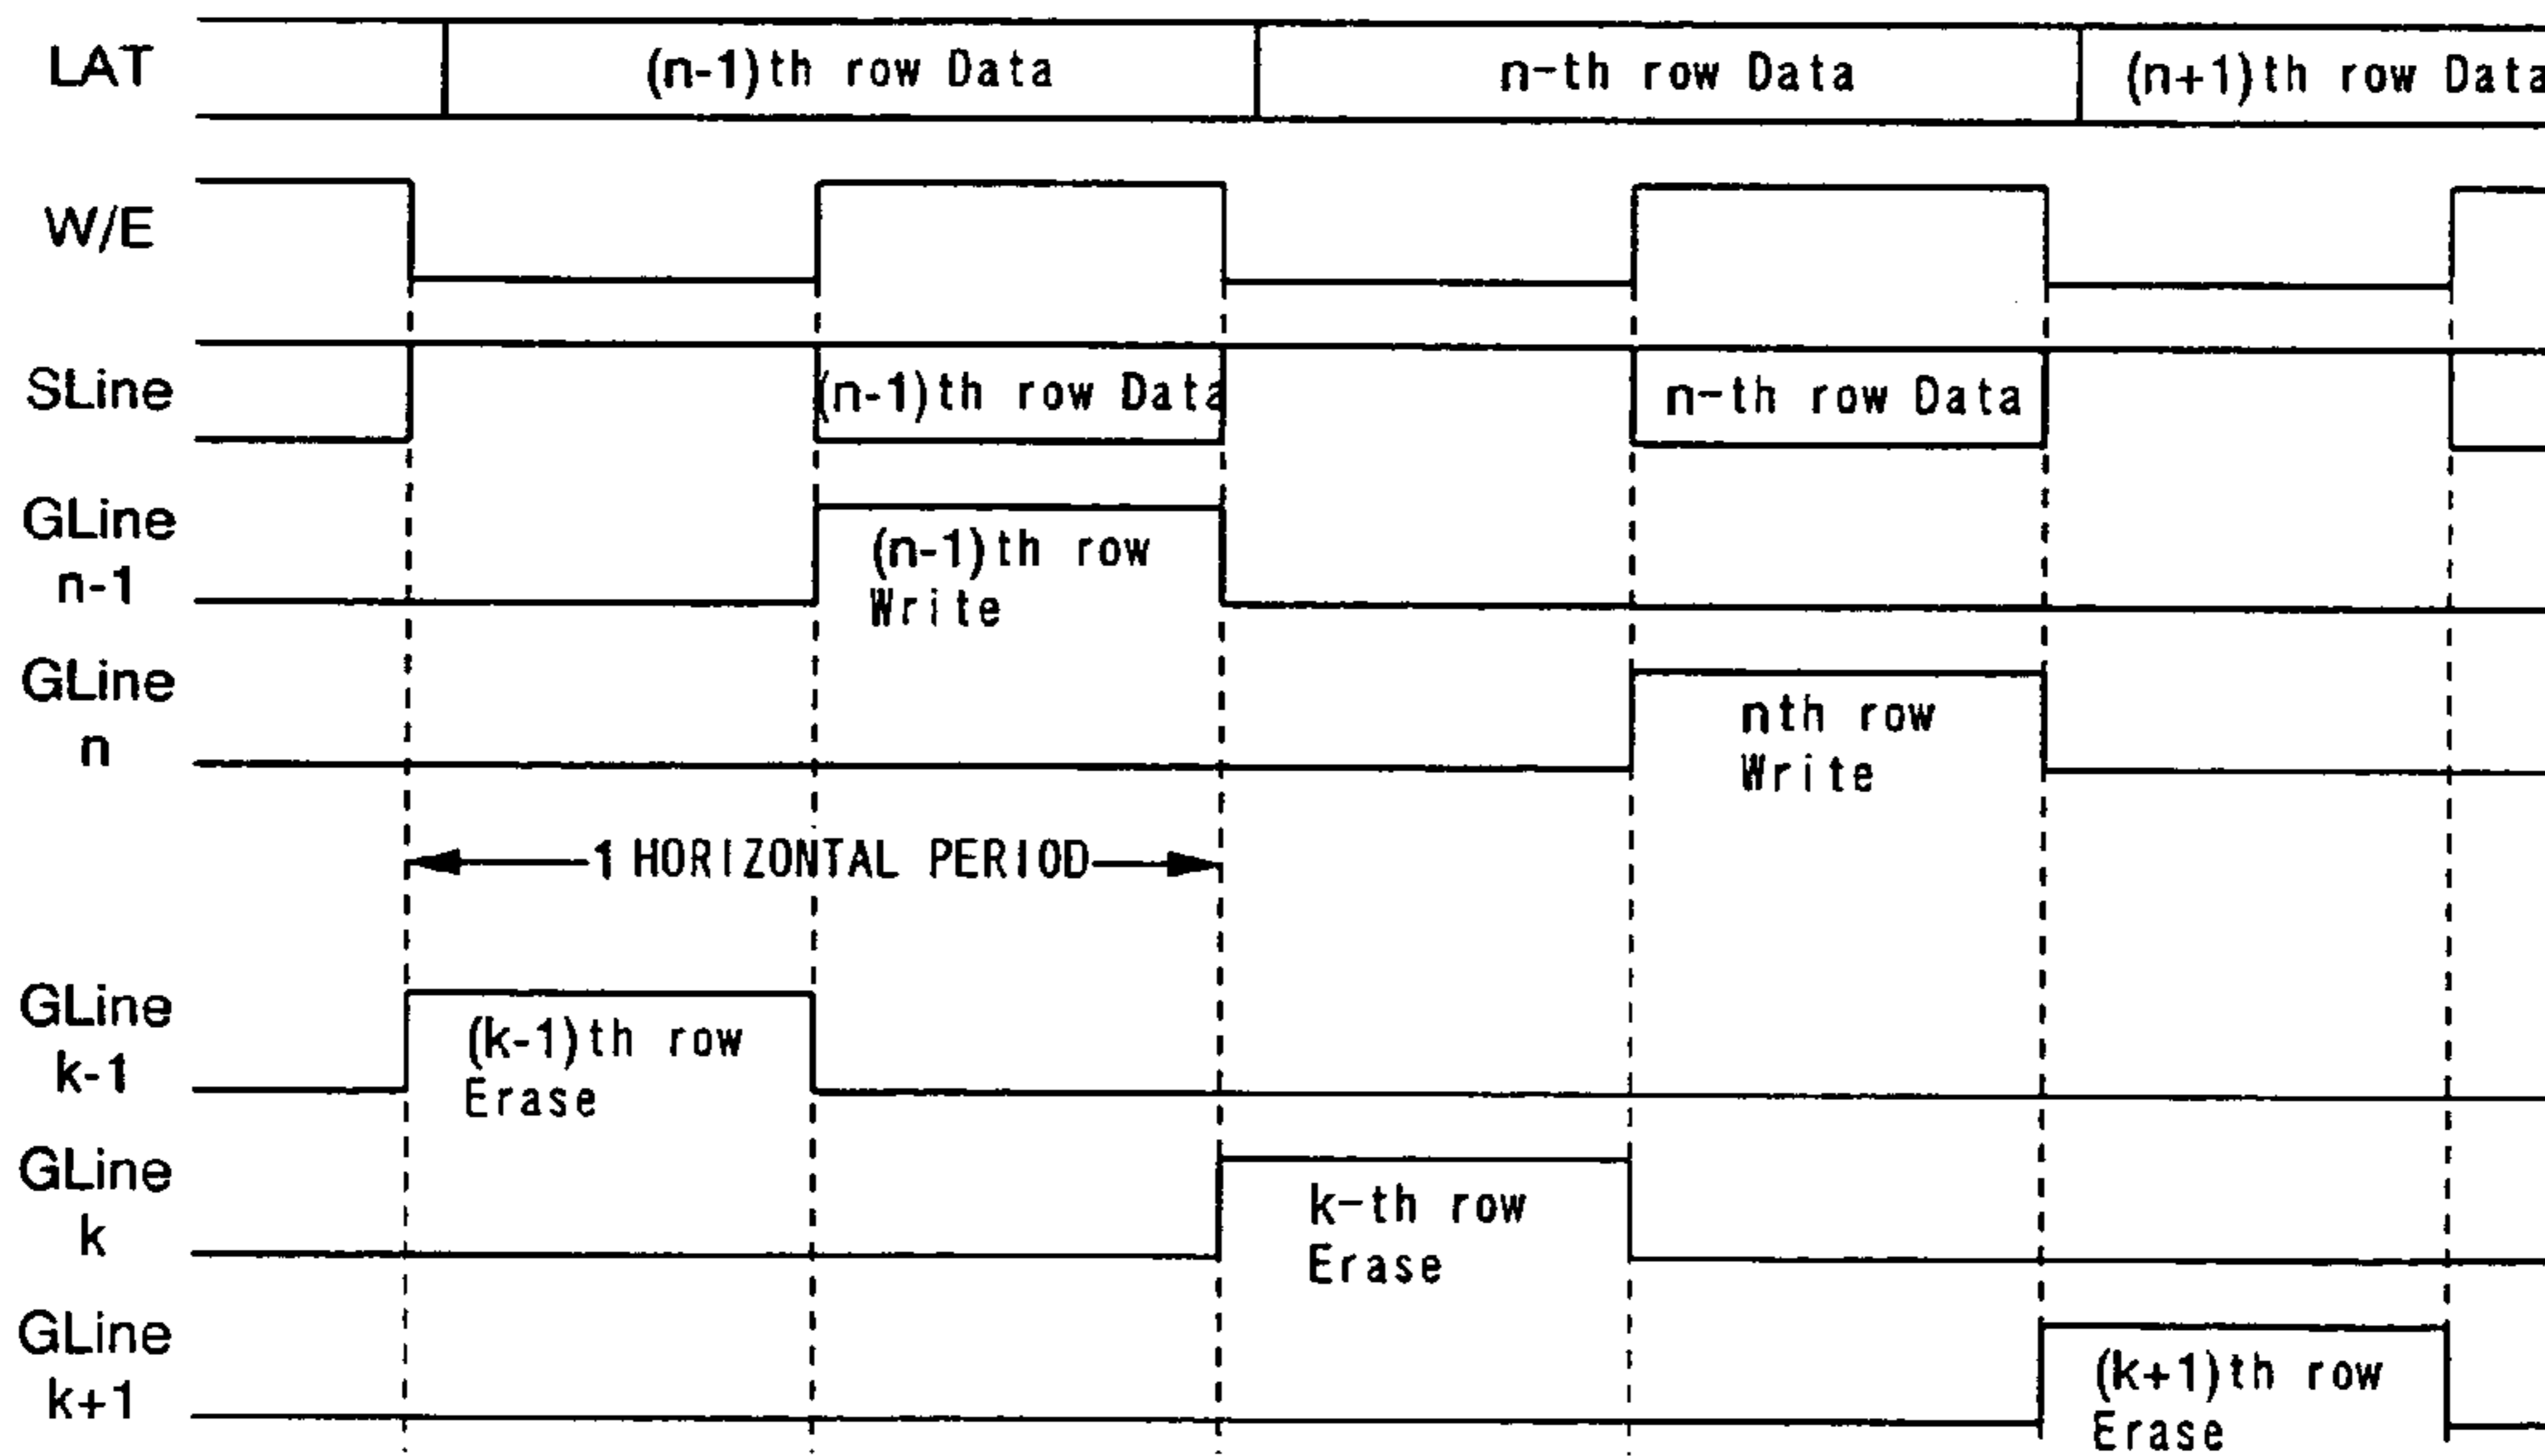 LAT
(n-1)th row Data
n-th row Data
(n+1)th row Data
W/E
SLine
(n-1)th row Data
n-th row Data
GLine
n-1
(n-1)th row
Write
GLine
n
nth row
Write
1 HORIZONTAL PERIOD
GLine
k-1
(k-1)th row
Erase
GLine
k
k-th row
Erase
GLine
k+1
(k+1)th row
Erase